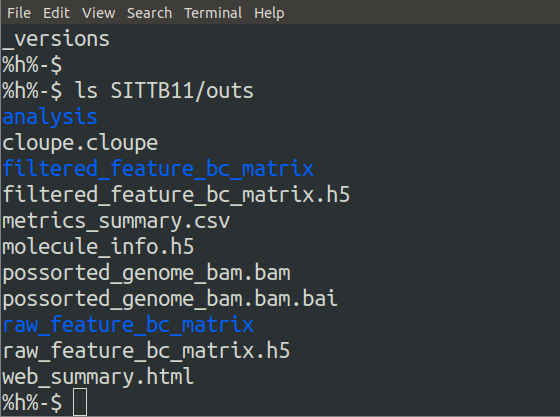 File Edit View Search Terminal Help
_versions
%h%-$
%h%-$ ls SITTB11/outs
analysis
cloupe.cloupe
filtered_feature_bc_matrix
filtered_feature_bc_matrix.h5
metrics_summary.csv
molecule_info.h5
possorted_genome_bam.bam
possorted_genome_bam.bam.bai
raw_feature_bc_matrix
raw_feature_bc_matrix.h5
web_summary.html
%h%-$